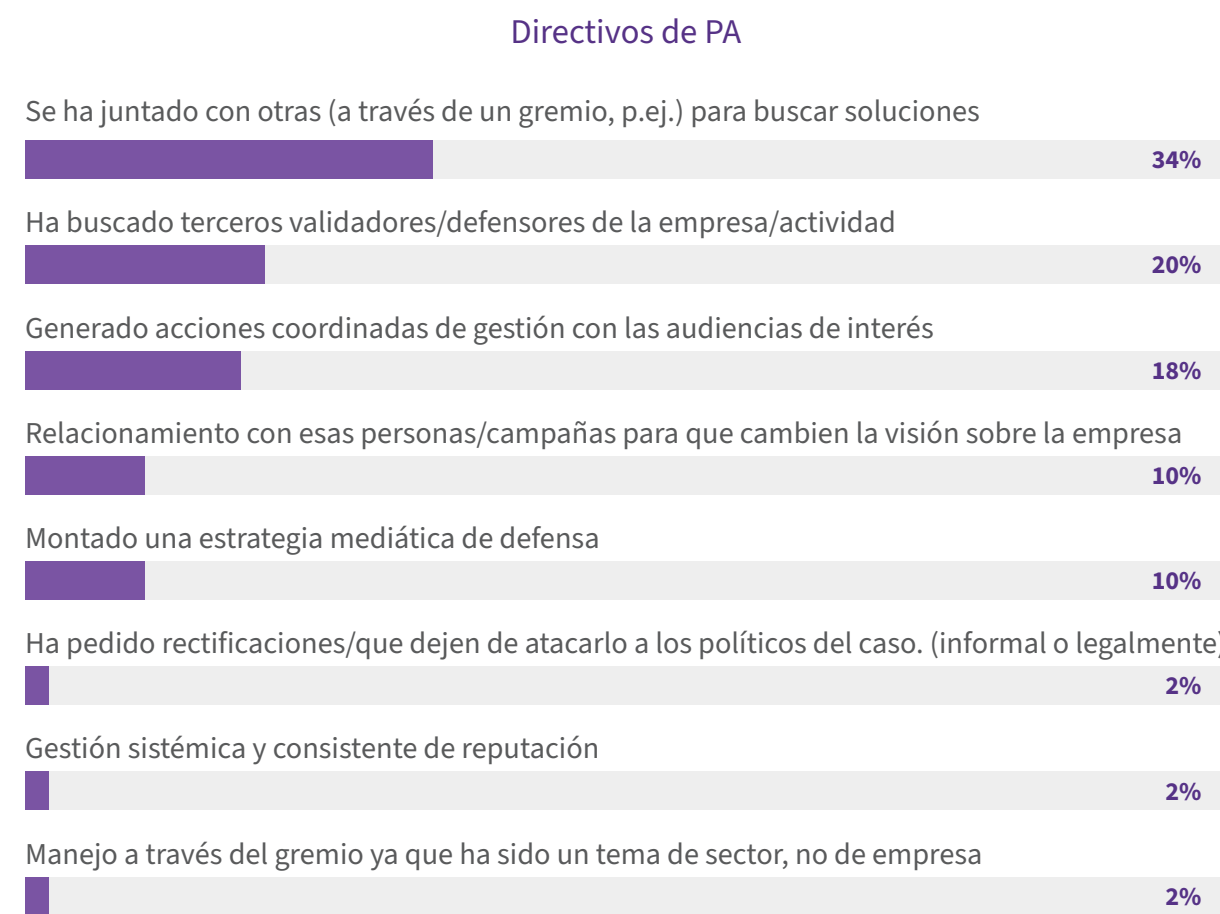 Directivos de PA
Se ha juntado con otras (a través de un gremio, p.ej.) para buscar soluciones
34%
Ha buscado terceros validadores/defensores de la empresa/actividad
20%
Generado acciones coordinadas de gestión con las audiencias de interés
18%
Relacionamiento con esas personas/campañas para que cambien la visión sobre la empresa
10%
Montado una estrategia mediática de defensa
10%
Ha pedido rectificaciones/que dejen de atacarlo a los políticos del caso. (informal o legalmente)
2%
Gestión sistémica y consistente de reputación
2%
Manejo a través del gremio ya que ha sido un tema de sector, no de empresa
2%